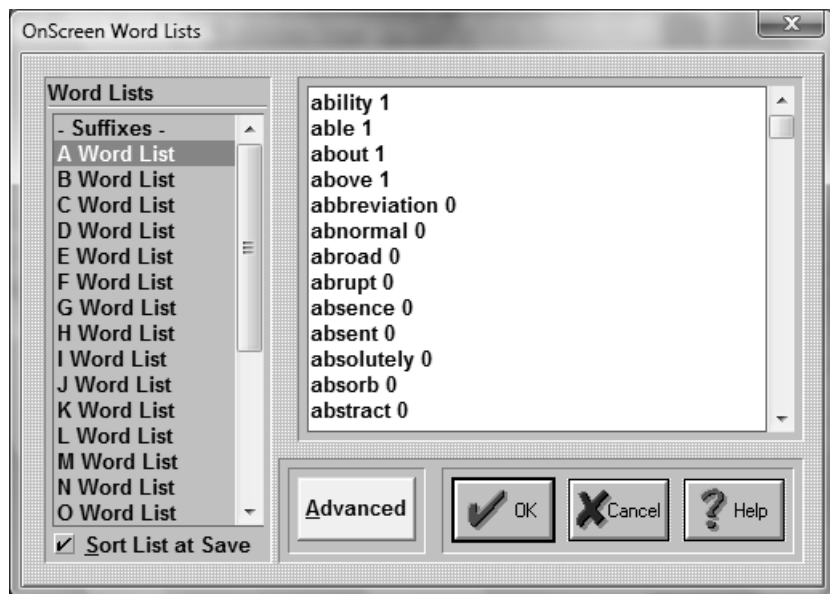 OnScreen Word Lists
x
Word Lists
- Suffixes -
A Word List
B Word List
C Word List
D Word List
E Word List
F Word List
G Word List
H Word List
I Word List
J Word List
K Word List
L Word List
M Word List
N Word List
O Word List
Sort List at Save
ability 1
able 1
about 1
above 1
abbreviation 0
abnormal 0
abroad 0
abrupt 0
absence 0
absent 0
absolutely 0
absorb 0
abstract 0
Advanced
OK
Cancel
? Help